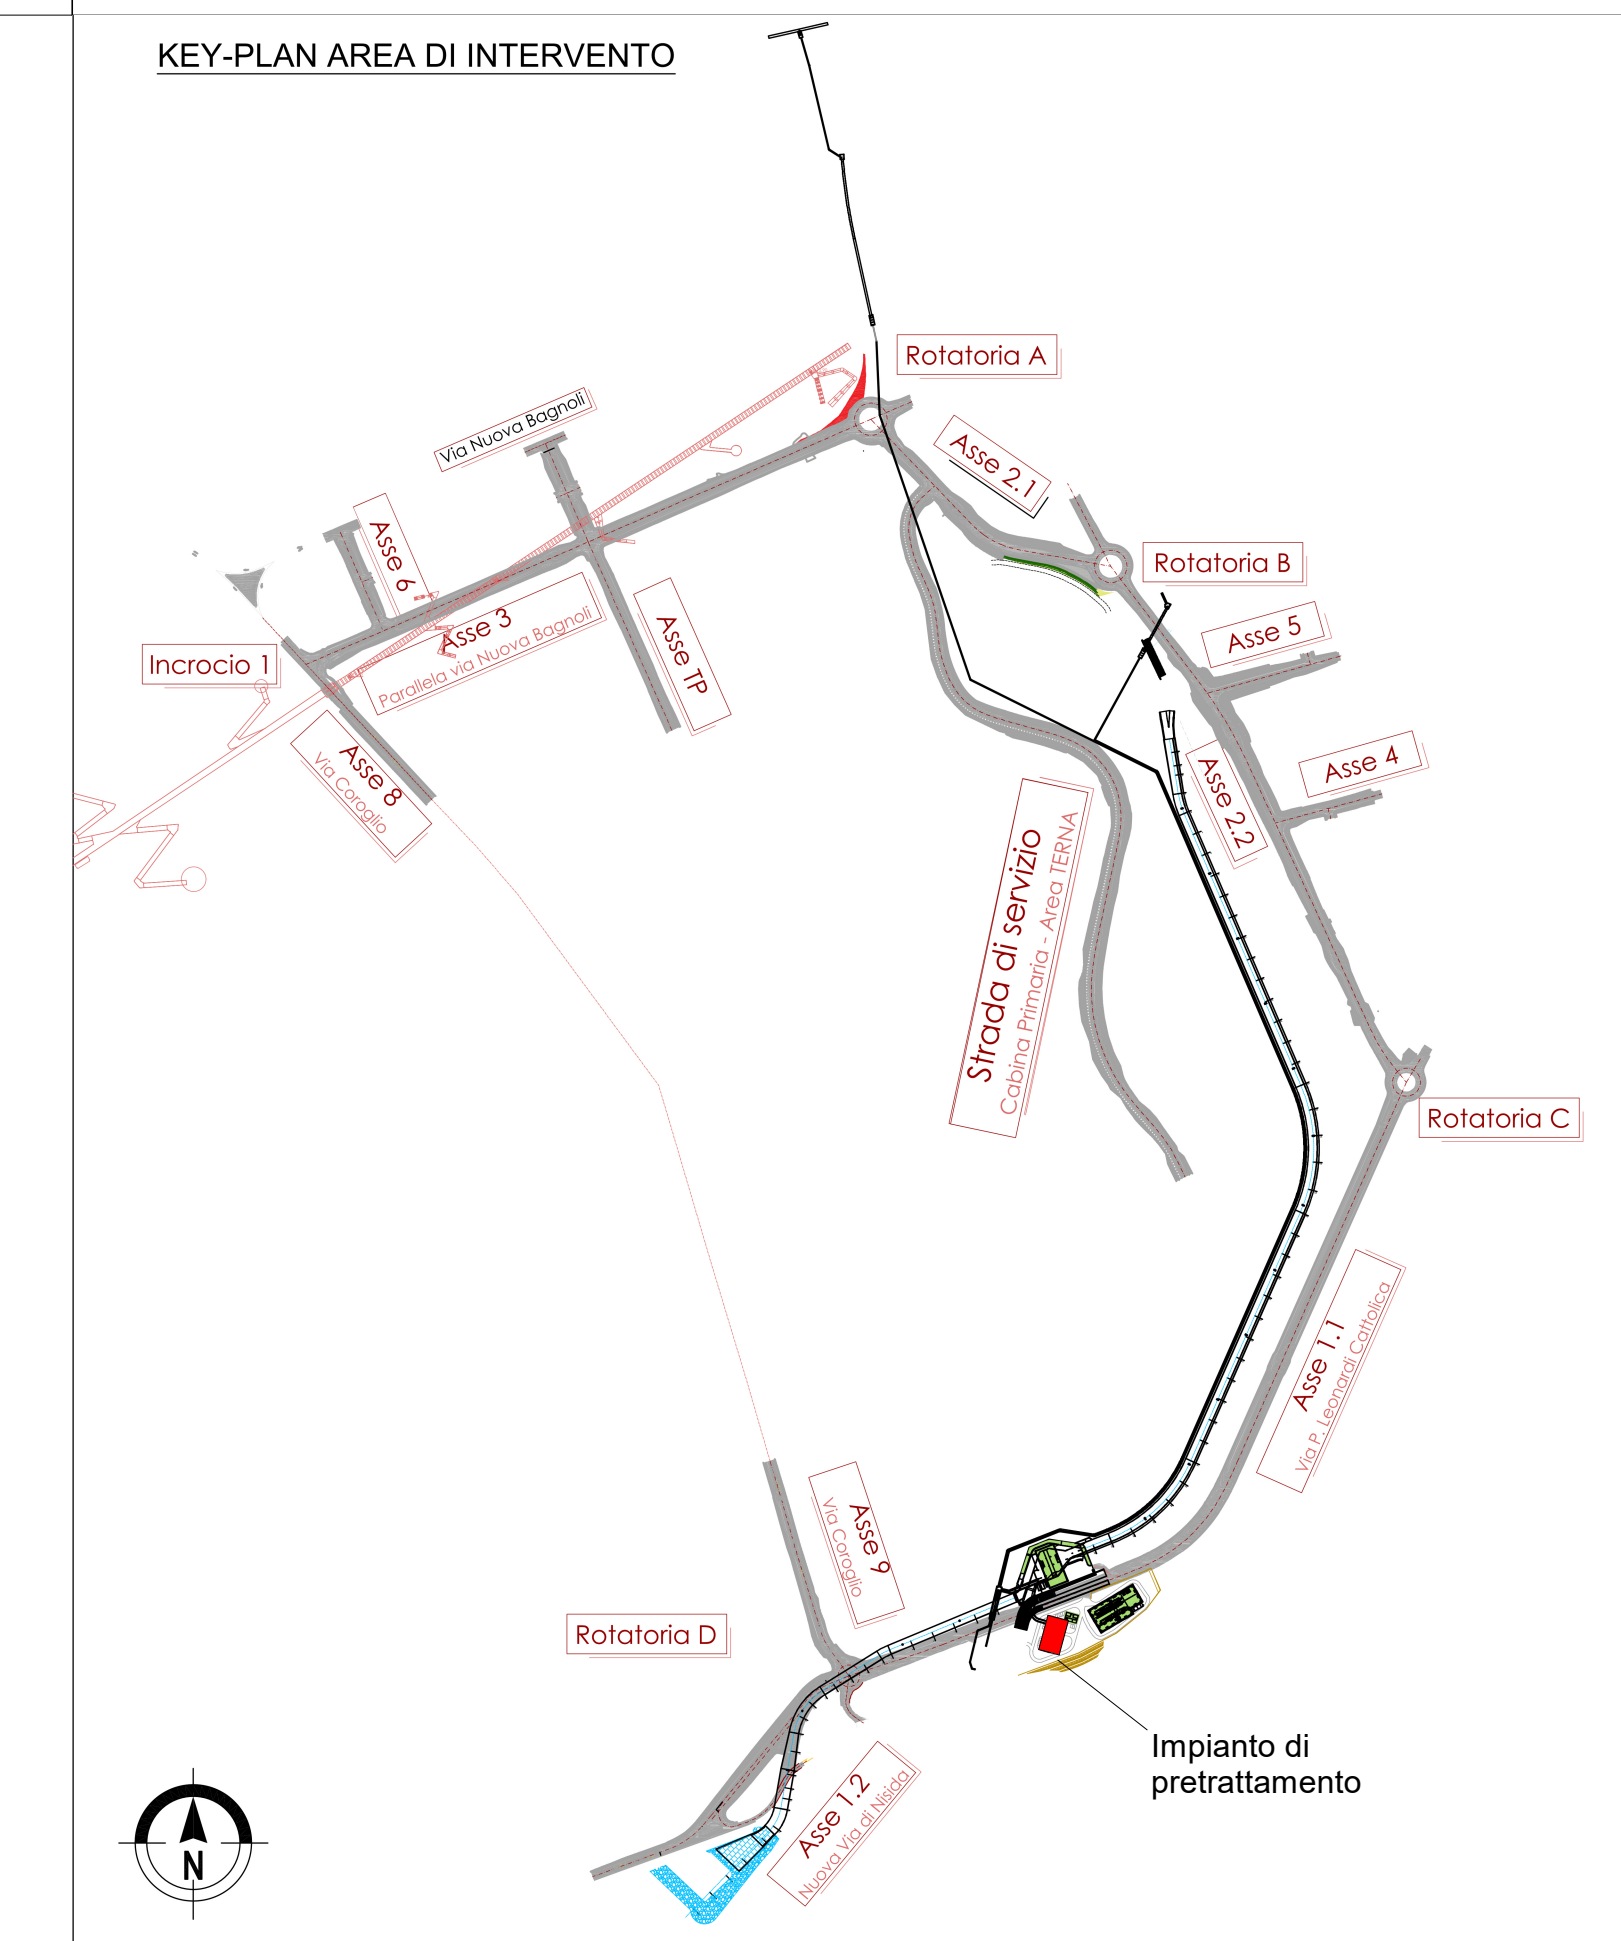 KEY-PLAN AREA DI INTERVENTO
Rotatoria A
Via Nuova Bagnoli
Asse 2.1
Asse 6
Rotatoria B
Asse 3
Parallela via Nuova Bagnoli
Asse TP
Asse 5
Incrocio 1
Asse 8
Via Coroglio
Asse 4
Asse 2.2
Strada di servizio
Cabina Primaria - Area TERNA
Rotatoria C
Asse 1.1
Via P. Leonardi Cattolica
Asse 9
Via Coroglio
Rotatoria D
Impianto di
pretrattamento
Asse 1.2
Nuova Via di Nisida
N